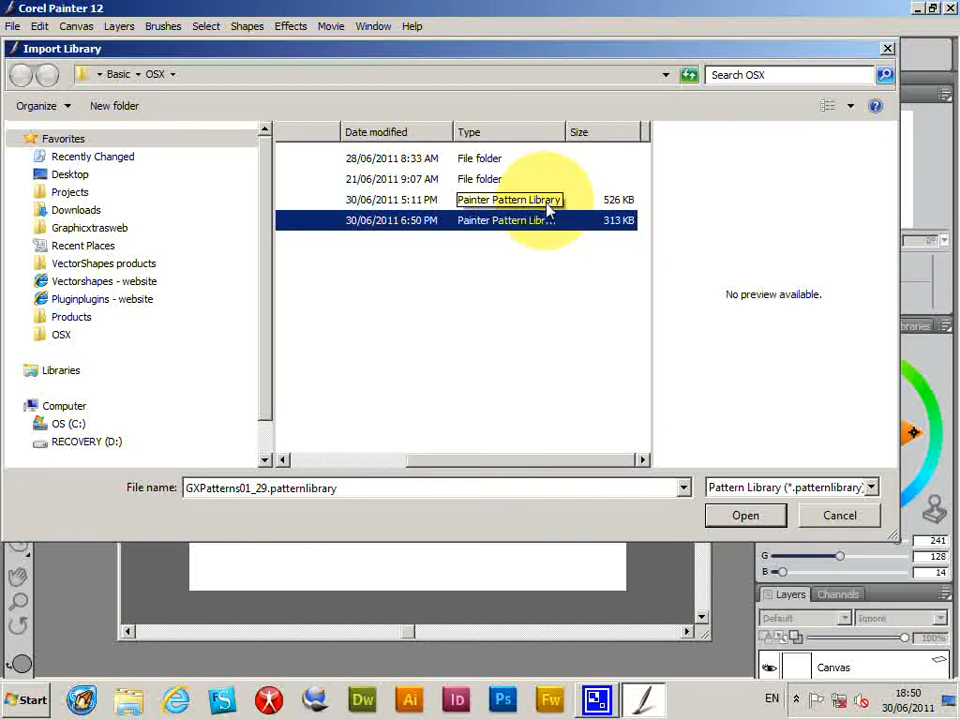 Corel Painter 12
File Edit Canvas Layers Brushes Select Shapes Effects Movie Window Help
Import Library
Basic OSX
Search OSX
Organize New folder
Favorites
Recently Changed
Desktop
Projects
Downloads
Graphicxtrasweb
Recent Places
VectorShapes products
Vectorshapes - website
Pluginplugins - website
Products
OSX
Libraries
Computer
OS (C:)
RECOVERY (D:)
Date modified Type Size
28/06/2011 8:33 AM File folder
21/06/2011 9:07 AM File folder
30/06/2011 5:11 PM Painter Pattern Library 526 KB
30/06/2011 6:50 PM Painter Pattern Libr... 313 KB
No preview available.
File name: GXPatterns01_29.patternlibrary
Pattern Library (*.patternlibrary)
Open Cancel
0°
241
G 128
B 14
Layers Channels
Default Ignore
100%
Canvas
Start
Dw Ai Id Ps Fw
EN
18:50
30/06/2011